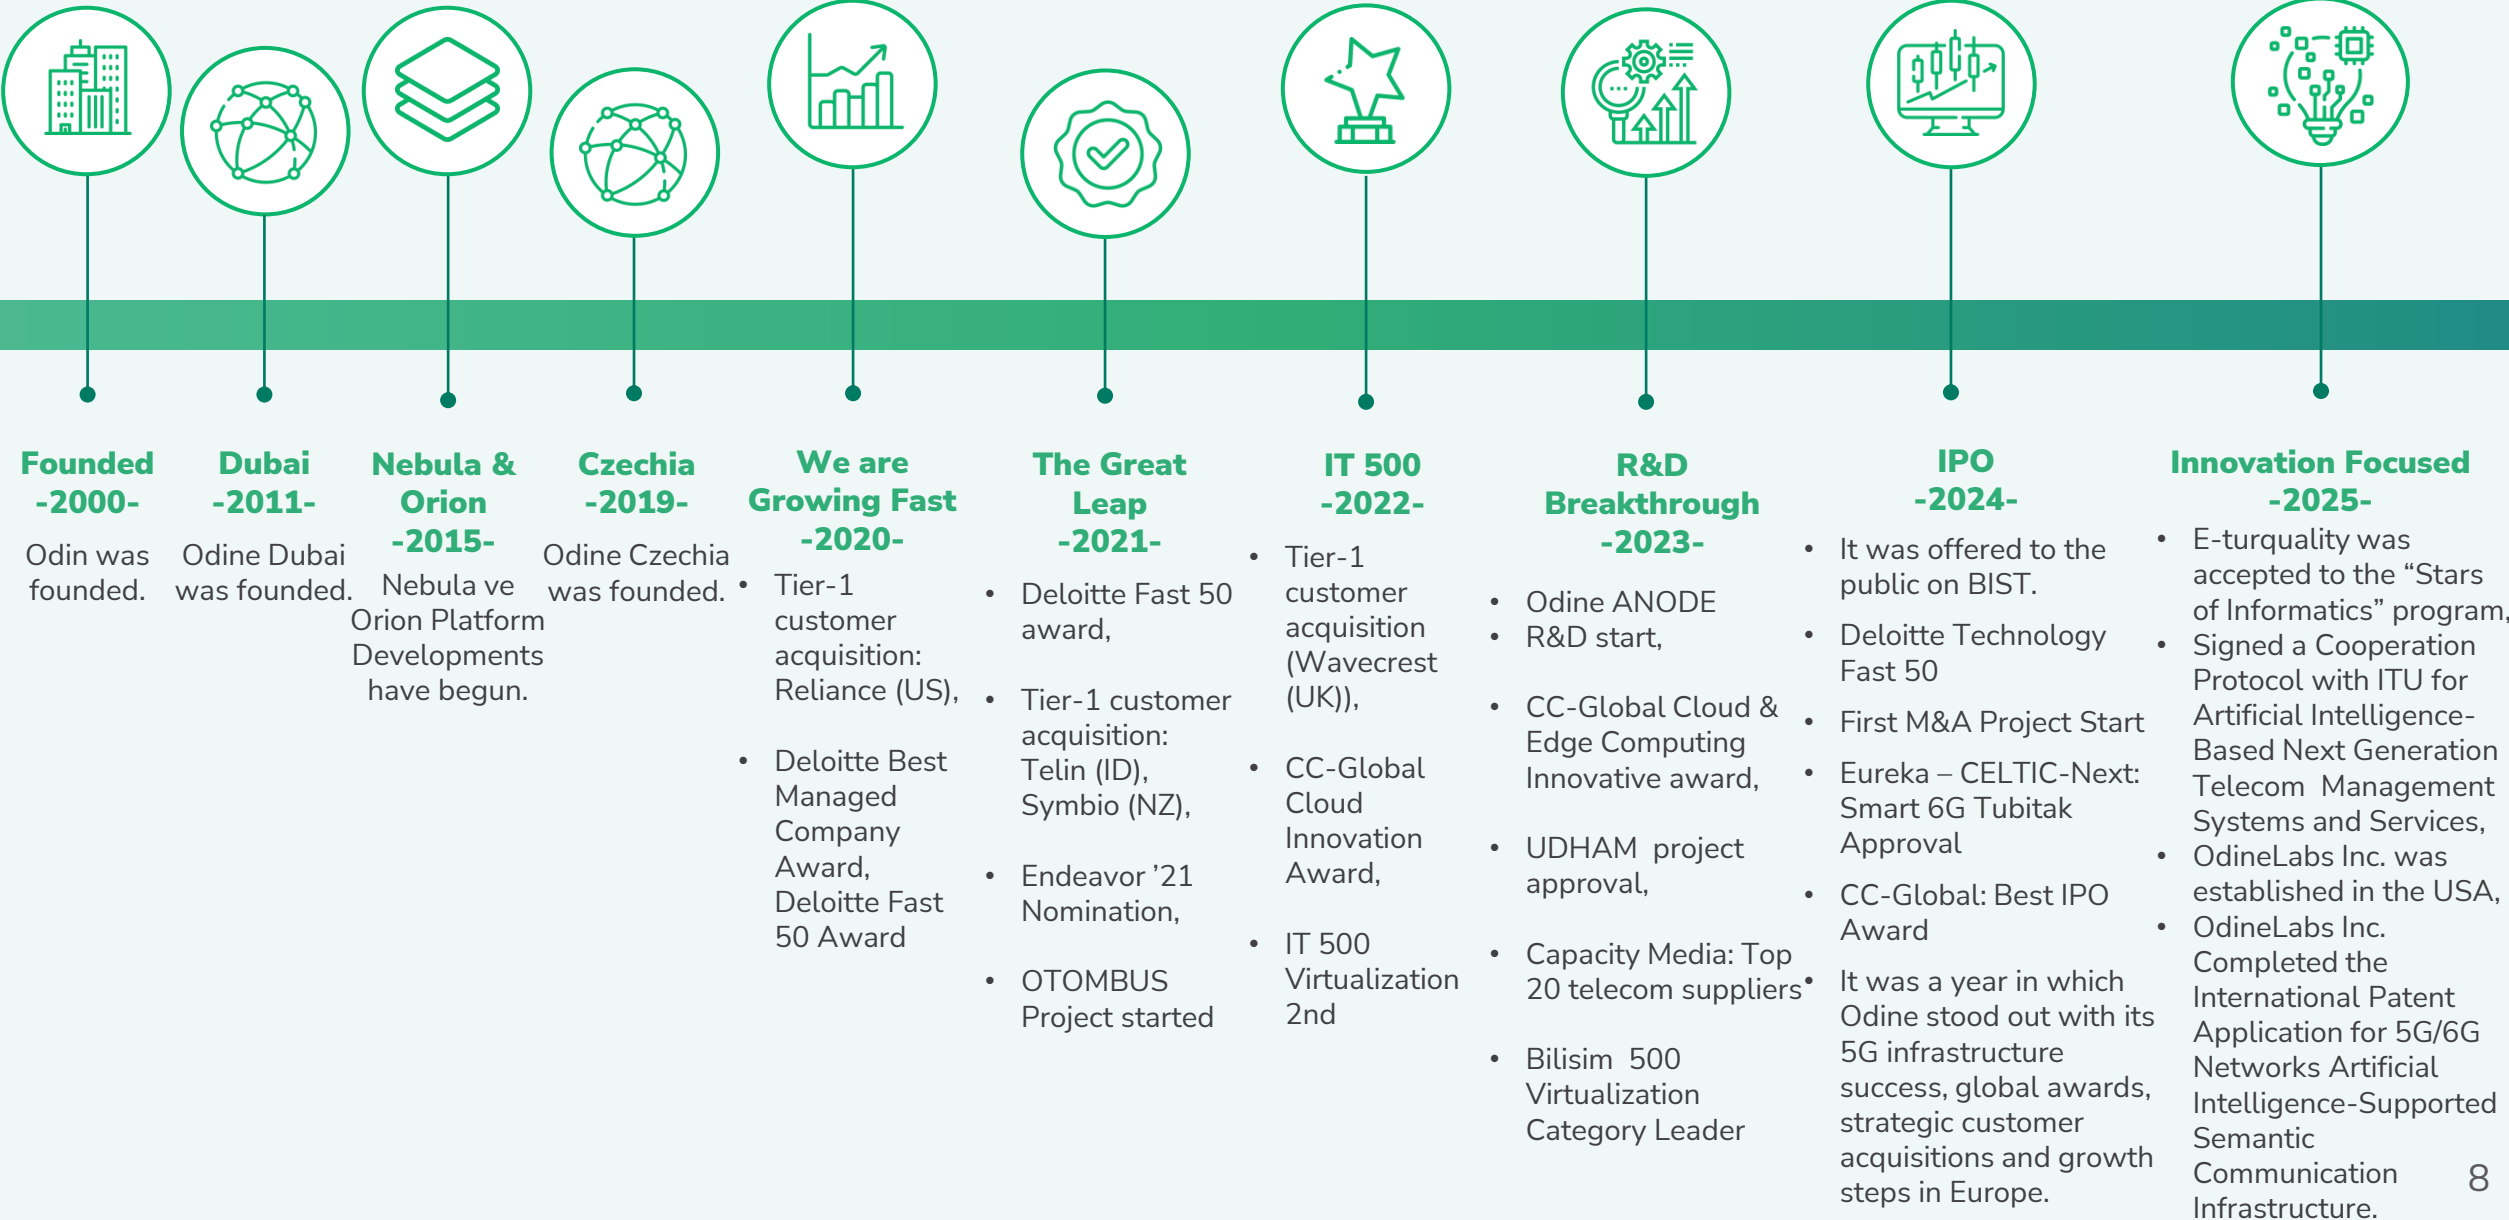 Founded
-2000-
Odin was
founded.
Dubai
-2011-
Odine Dubai
was founded.
Nebula &
Orion
-2015-
Nebula ve
Orion Platform
Developments
have begun.
Czechia
-2019-
Odine Czechia
was founded.
We are
Growing Fast
-2020-
• Tier-1
customer
acquisition:
Reliance (US),
• Deloitte Best
Managed
Company
Award,
Deloitte Fast
50 Award
The Great
Leap
-2021-
• Deloitte Fast 50
award,
• Tier-1 customer
acquisition:
Telin (ID),
Symbio (NZ),
• Endeavor ’21
Nomination,
• OTOMBUS
Project started
IT 500
-2022-
• Tier-1
customer
acquisition
(Wavecrest
(UK)),
• CC-Global
Cloud
Innovation
Award,
• IT 500
Virtualization
2nd
R&D
Breakthrough
-2023-
• Odine ANODE
• R&D start,
• CC-Global Cloud &
Edge Computing
Innovative award,
• UDHAM project
approval,
• Capacity Media: Top
20 telecom suppliers
• Bilisim 500
Virtualization
Category Leader
IPO
-2024-
• It was offered to the
public on BIST.
• Deloitte Technology
Fast 50
• First M&A Project Start
• Eureka – CELTIC-Next:
Smart 6G Tubitak
Approval
• CC-Global: Best IPO
Award
• It was a year in which
Odine stood out with its
5G infrastructure
success, global awards,
strategic customer
acquisitions and growth
steps in Europe.
Innovation Focused
-2025-
• E-turquality was
accepted to the “Stars
of Informatics” program,
• Signed a Cooperation
Protocol with ITU for
Artificial Intelligence-
Based Next Generation
Telecom Management
Systems and Services,
• OdineLabs Inc. was
established in the USA,
• OdineLabs Inc.
Completed the
International Patent
Application for 5G/6G
Networks Artificial
Intelligence-Supported
Semantic
Communication
Infrastructure.
8